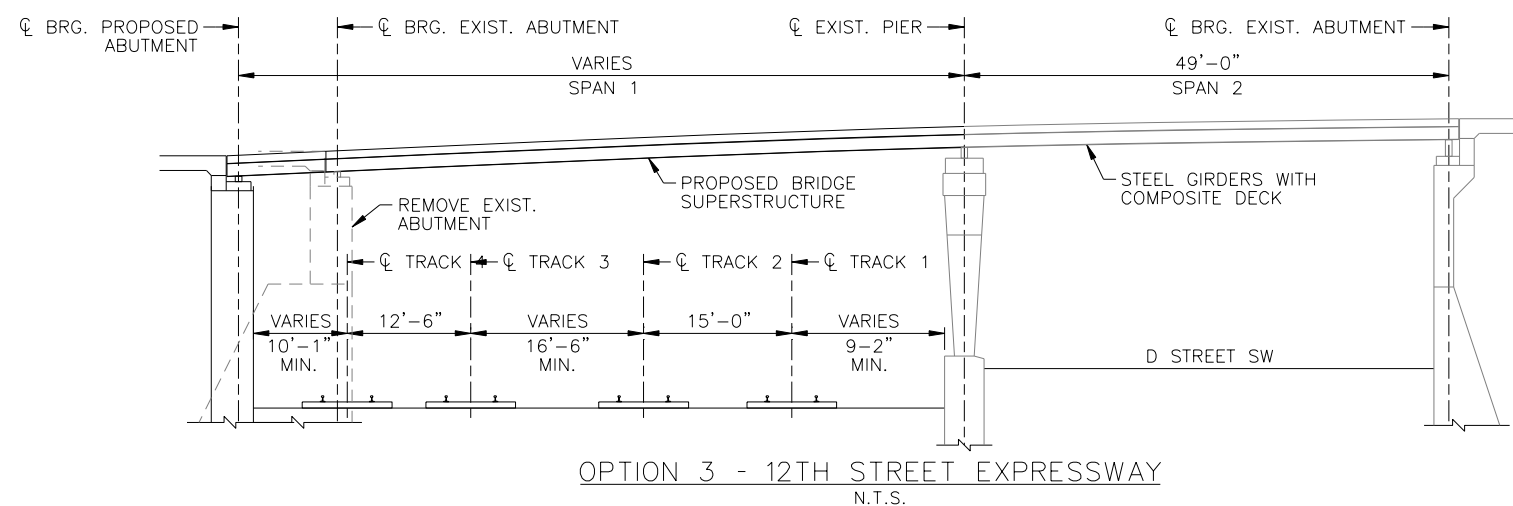 ℄ BRG. PROPOSED
ABUTMENT
℄ BRG. EXIST. ABUTMENT
℄ EXIST. PIER
℄ BRG. EXIST. ABUTMENT
VARIES
SPAN 1
49'-0"
SPAN 2
PROPOSED BRIDGE
SUPERSTRUCTURE
STEEL GIRDERS WITH
COMPOSITE DECK
REMOVE EXIST.
ABUTMENT
℄ TRACK 4
℄ TRACK 3
℄ TRACK 2
℄ TRACK 1
VARIES
10'-1"
MIN.
12'-6"
VARIES
16'-6"
MIN.
15'-0"
VARIES
9-2"
MIN.
D STREET SW
OPTION 3 - 12TH STREET EXPRESSWAY
N.T.S.